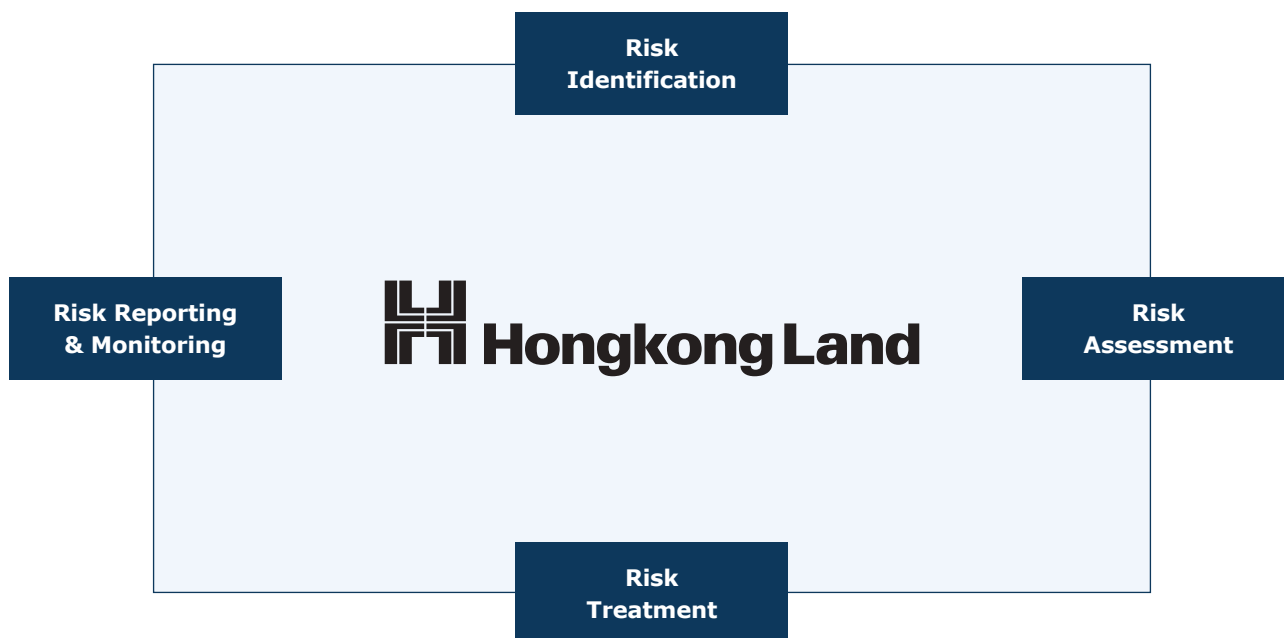 Risk
Identification
Risk Reporting
& Monitoring
Hongkong Land
Risk
Assessment
Risk
Treatment